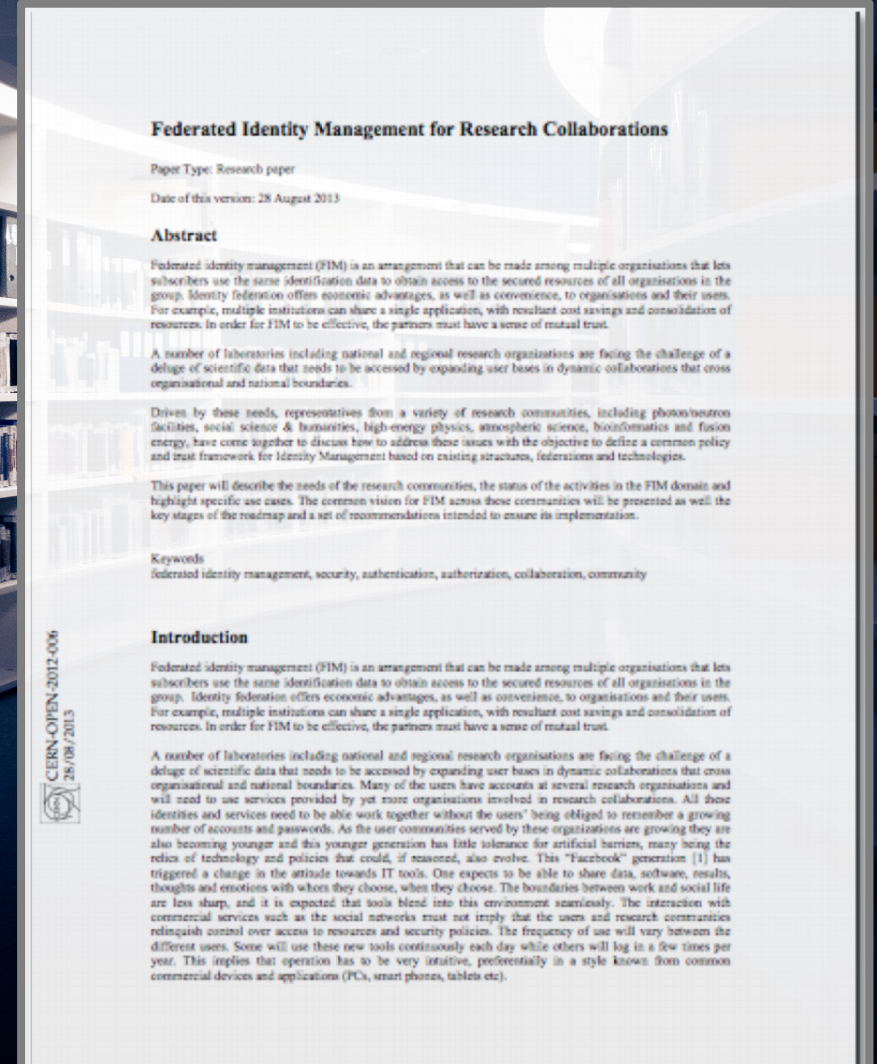 Federated Identity Management for Research Collaborations
Paper Type: Research paper
Date of this version: 28 August 2013
Abstract
Federated identity management (FIM) is an arrangement that can be made among multiple organisations that lets
subscribers use the same identification data to obtain access to the secured resources of all organisations in the
group. Identity federation offers economic advantages, as well as convenience, to organisations and their users.
For example, multiple institutions can share a single application, with resultant cost savings and consolidation of
resources. In order for FIM to be effective, the partners must have a sense of mutual trust.
A number of laboratories including national and regional research organizations are facing the challenge of a
deluge of scientific data that needs to be accessed by expanding user bases in dynamic collaborations that cross
organisational and national boundaries.
Driven by these needs, representatives from a variety of research communities, including photon/neutron
facilities, social science & humanities, high-energy physics, atmospheric science, bioinformatics and fusion
energy, have come together to discuss how to address these issues with the objective to define a common policy
and trust framework for Identity Management based on existing structures, federations and technologies.
This paper will describe the needs of the research communities, the status of the activities in the FIM domain and
highlight specific use cases. The common vision for FIM across these communities will be presented as well the
key stages of the roadmap and a set of recommendations intended to ensure its implementation.
Keywords
federated identity management, security, authentication, authorization, collaboration, community
Introduction
Federated identity management (FIM) is an arrangement that can be made among multiple organisations that lets
subscribers use the same identification data to obtain access to the secured resources of all organisations in the
group. Identity federation offers economic advantages, as well as convenience, to organisations and their users.
For example, multiple institutions can share a single application, with resultant cost savings and consolidation of
resources. In order for FIM to be effective, the partners must have a sense of mutual trust.
A number of laboratories including national and regional research organisations are facing the challenge of a
deluge of scientific data that needs to be accessed by expanding user bases in dynamic collaborations that cross
organisational and national boundaries. Many of the users have accounts at several research organisations and
will need to use services provided by yet more organisations involved in research collaborations. All these
identities and services need to be able work together without the users' being obliged to remember a growing
number of accounts and passwords. As the user communities served by these organizations are growing they are
also becoming younger and this younger generation has little tolerance for artificial barriers, many being the
relics of technology and policies that could, if reasoned, also evolve. This "Facebook" generation [1] has
triggered a change in the attitude towards IT tools. One expects to be able to share data, software, results,
thoughts and emotions with whom they choose, when they choose. The boundaries between work and social life
are less sharp, and it is expected that tools blend into this environment seamlessly. The interaction with
commercial services such as the social networks must not imply that the users and research communities
relinquish control over access to resources and security policies. The frequency of use will vary between the
different users. Some will use these new tools continuously each day while others will log in a few times per
year. This implies that operation has to be very intuitive, preferentially in a style known from common
commercial devices and applications (PCs, smart phones, tablets etc).
CERN-OPEN-2012-006
28/08/2013